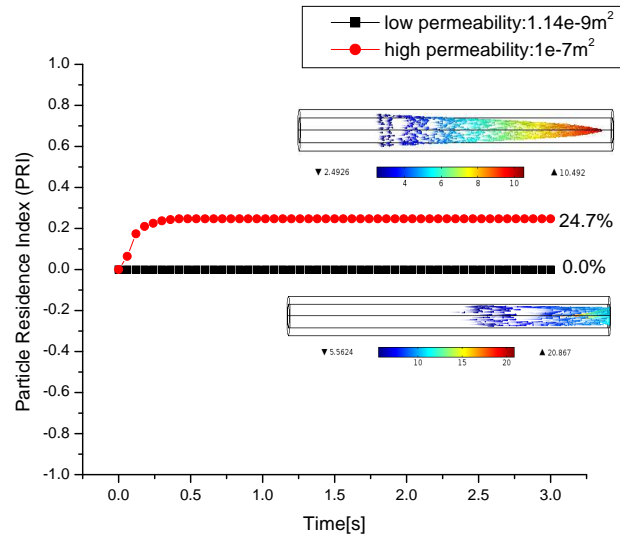 low permeability:1.14e-9m²
high permeability:1e-7m²
1.0
0.8
0.6
0.4
0.2
0.0
-0.2
-0.4
-0.6
-0.8
-1.0
Particle Residence Index (PRI)
▼ 2.4926 4 6 8 10 ▲ 10.492
24.7%
0.0%
▼ 5.5624 10 15 20 ▲ 20.867
0.0 0.5 1.0 1.5 2.0 2.5 3.0
Time[s]